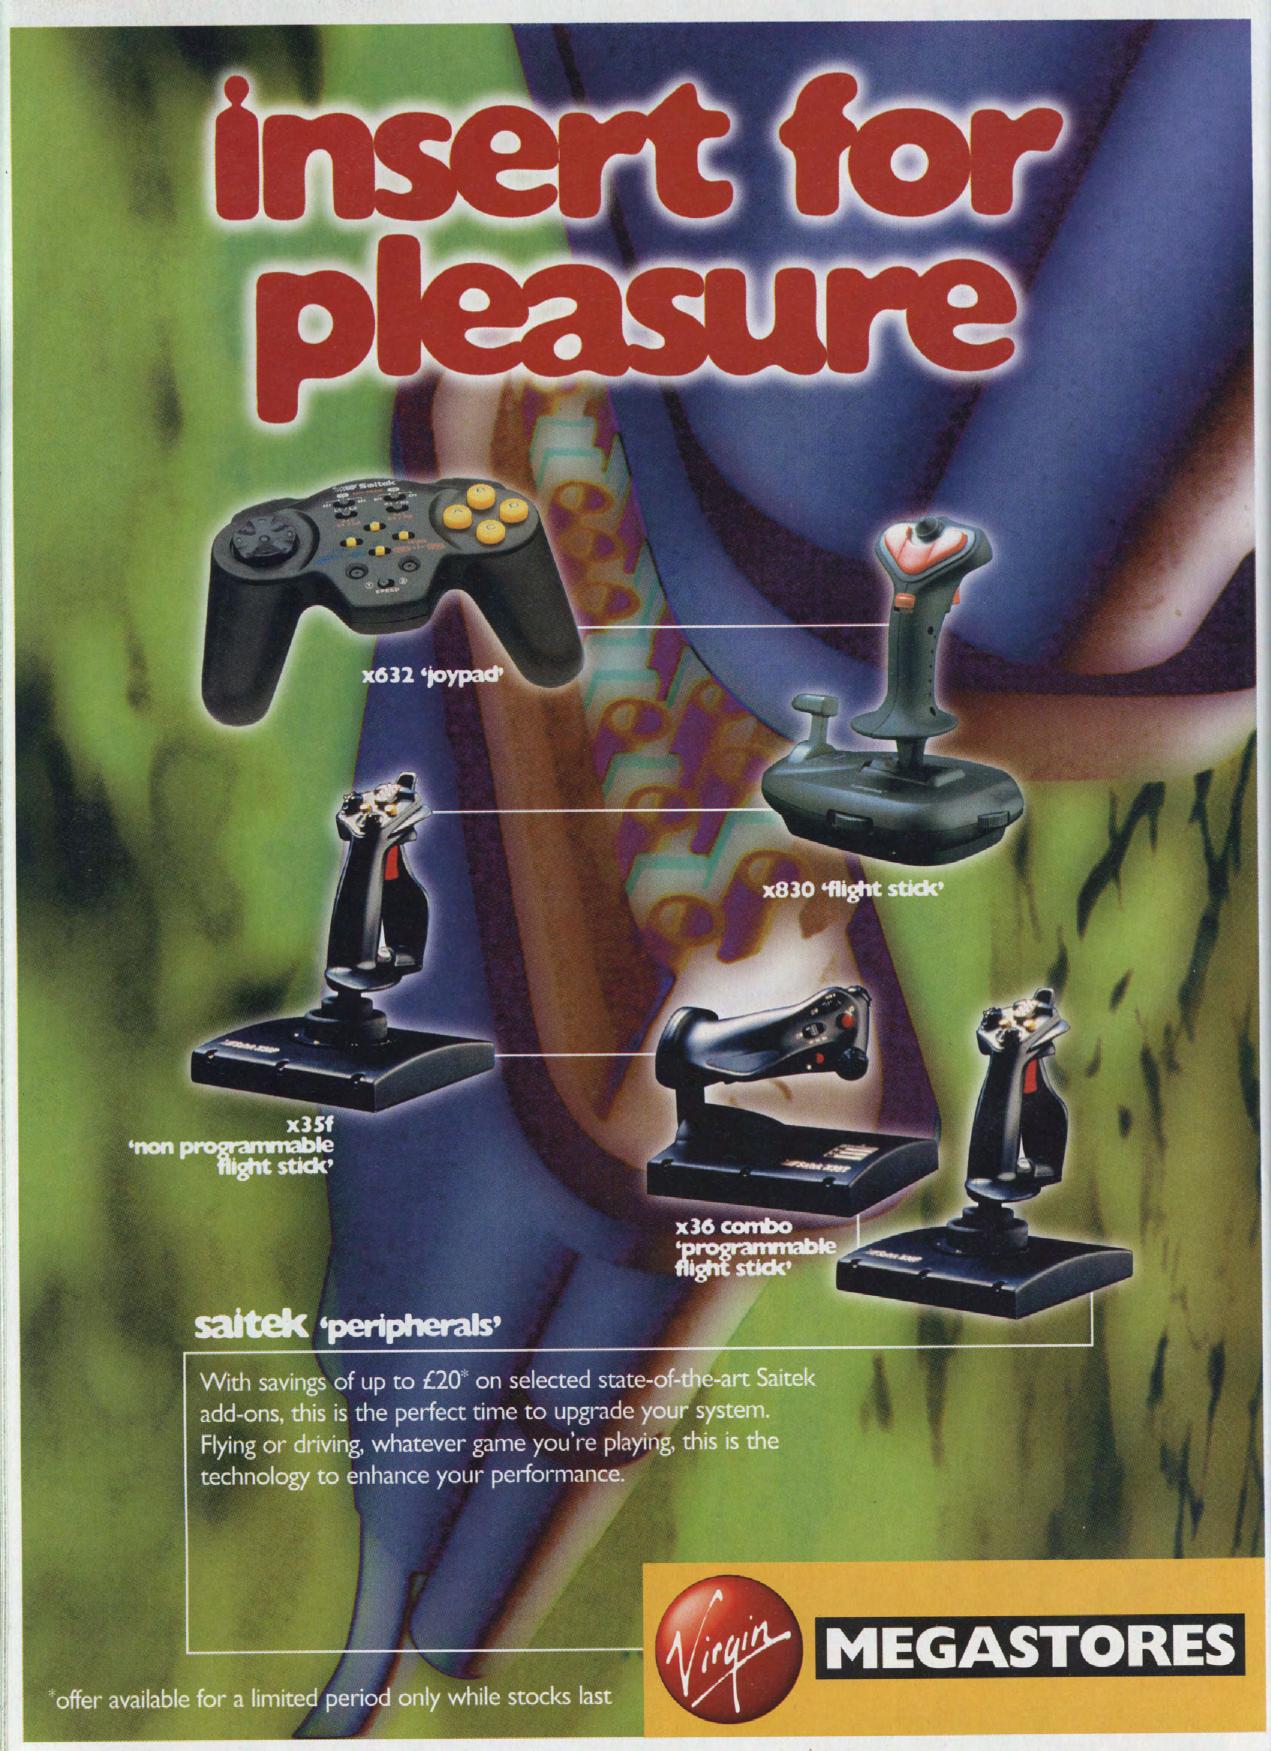 insert for
pleasure
Saitek
SPEED
x632 'joypad'
x830 'flight stick'
x35f
'non programmable
flight stick'
x36 combo
'programmable
flight stick'
saitek 'peripherals'
With savings of up to £20* on selected state-of-the-art Saitek
add-ons, this is the perfect time to upgrade your system.
Flying or driving, whatever game you're playing, this is the
technology to enhance your performance.
Virgin MEGASTORES
*offer available for a limited period only while stocks last